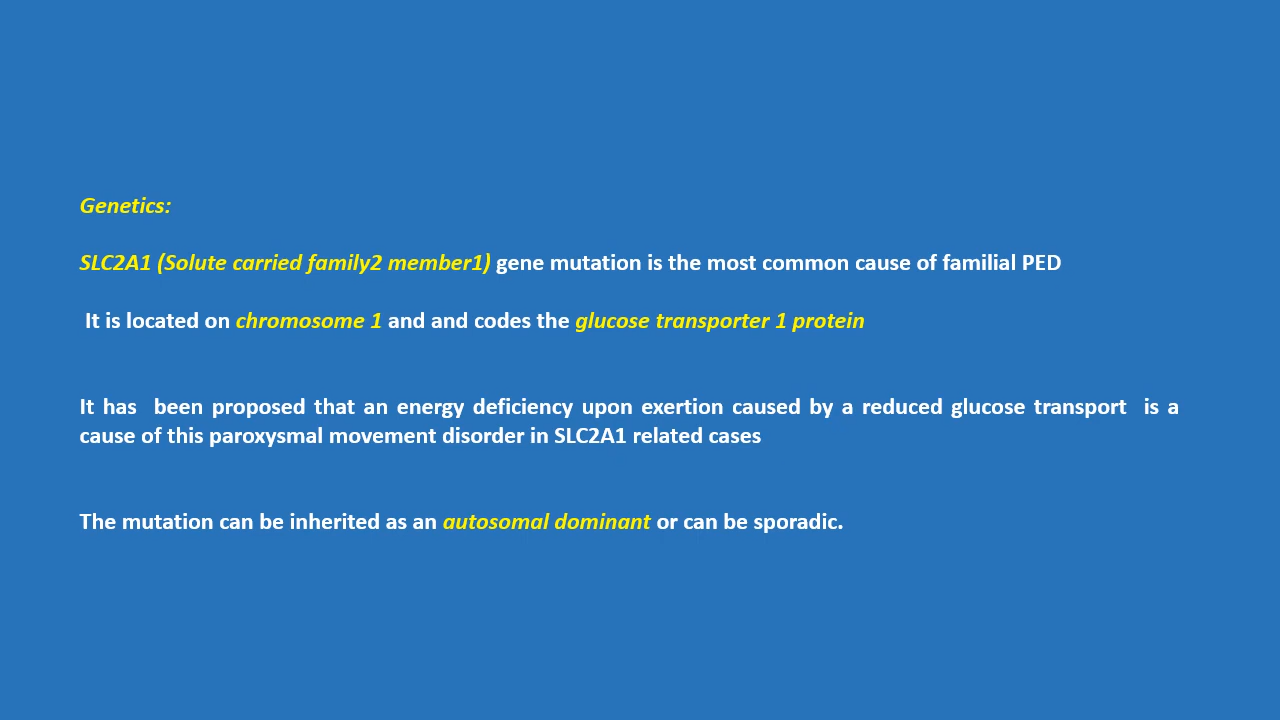 Genetics:
SLC2A1 (Solute carried family2 member1) gene mutation is the most common cause of familial PED
It is located on chromosome 1 and and codes the glucose transporter 1 protein
It has been proposed that an energy deficiency upon exertion caused by a reduced glucose transport is a
cause of this paroxysmal movement disorder in SLC2A1 related cases
The mutation can be inherited as an autosomal dominant or can be sporadic.